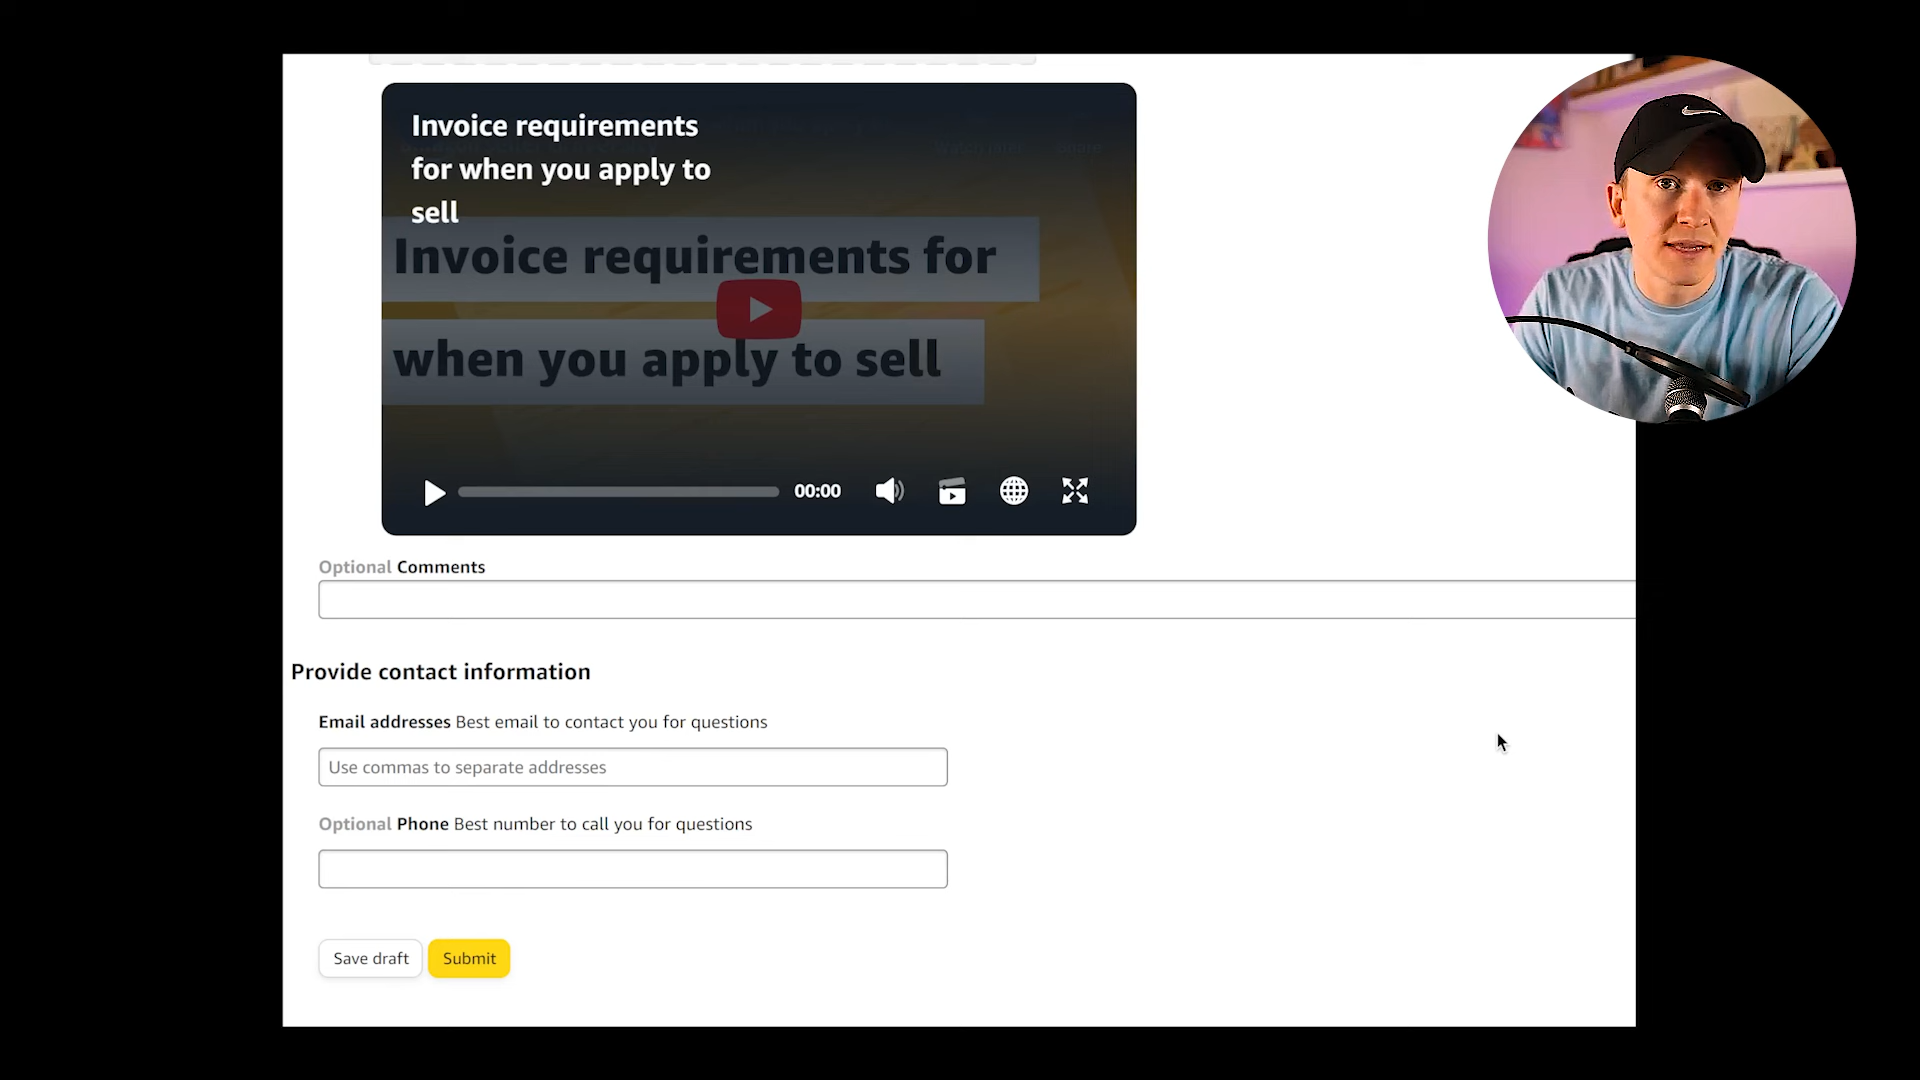 Invoice requirements
for when you apply to
sell
Invoice requirements for
when you apply to sell
00:00
Optional Comments
Provide contact information
Email addresses Best email to contact you for questions
Use commas to separate addresses
Optional Phone Best number to call you for questions
Save draft
Submit